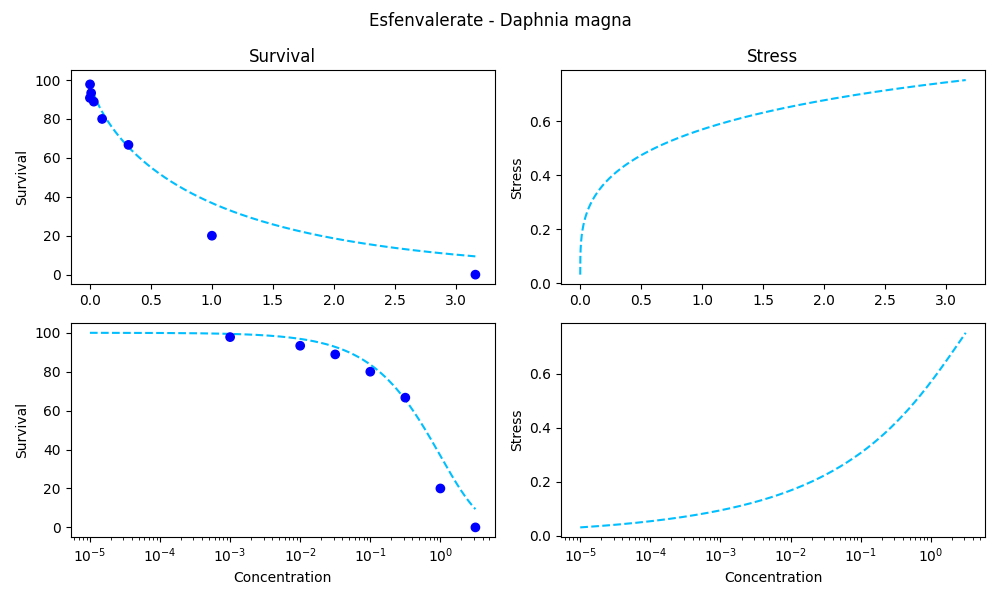 Esfenvalerate - Daphnia magna
Survival
Stress
Survival
100
80
60
40
20
0
0.0 0.5 1.0 1.5 2.0 2.5 3.0
Stress
0.6
0.4
0.2
0.0
0.0 0.5 1.0 1.5 2.0 2.5 3.0
Survival
100
80
60
40
20
0
10⁻⁵ 10⁻⁴ 10⁻³ 10⁻² 10⁻¹ 10⁰
Concentration
Stress
0.6
0.4
0.2
0.0
10⁻⁵ 10⁻⁴ 10⁻³ 10⁻² 10⁻¹ 10⁰
Concentration